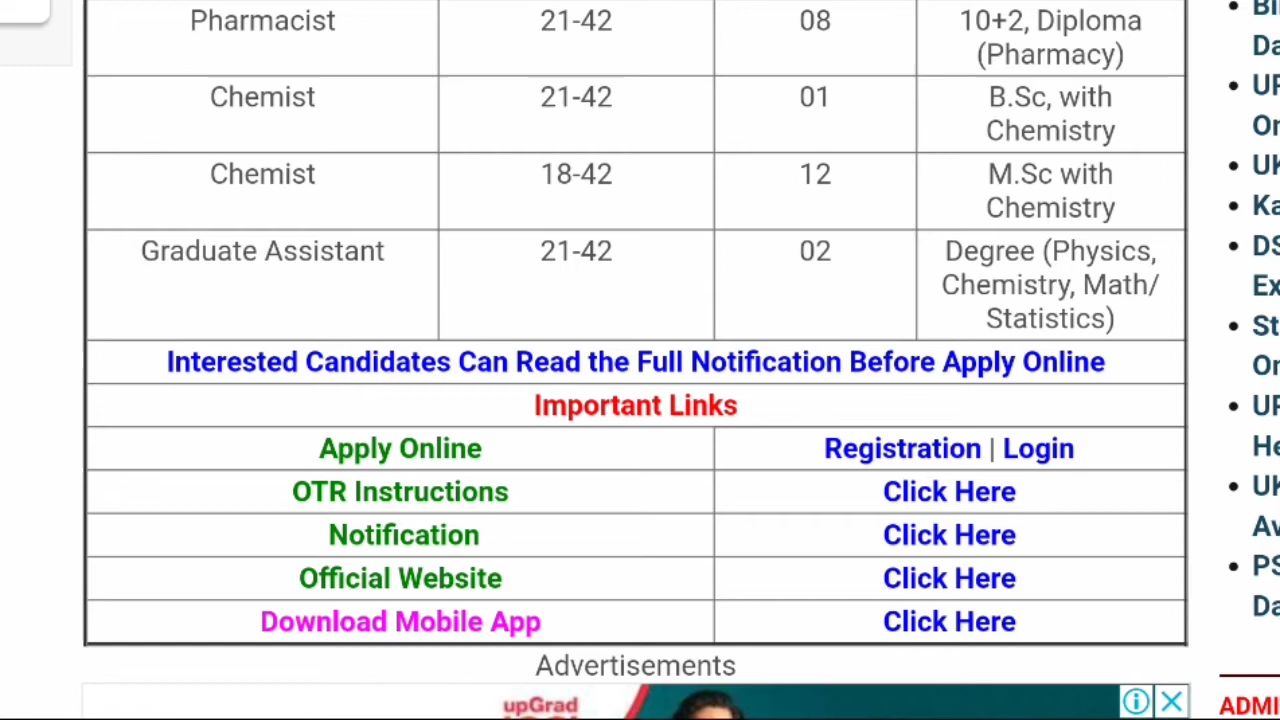 Pharmacist 21-42 08 10+2, Diploma
(Pharmacy)
Chemist 21-42 01 B.Sc, with
Chemistry
Chemist 18-42 12 M.Sc with
Chemistry
Graduate Assistant 21-42 02 Degree (Physics,
Chemistry, Math/
Statistics)
Interested Candidates Can Read the Full Notification Before Apply Online
Important Links
Apply Online Registration | Login
OTR Instructions Click Here
Notification Click Here
Official Website Click Here
Download Mobile App Click Here
Advertisements
upGrad
ADMI